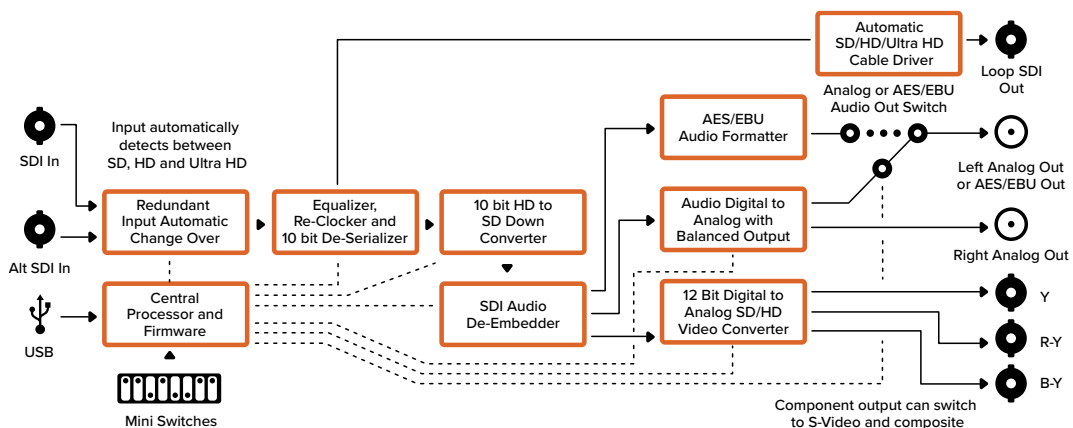 Automatic
SD/HD/Ultra HD
Cable Driver
Loop SDI
Out
Analog or AES/EBU
Audio Out Switch
SDI In
Input automatically
detects between
SD, HD and Ultra HD
AES/EBU
Audio Formatter
Left Analog Out
or AES/EBU Out
Alt SDI In
Redundant
Input Automatic
Change Over
Equalizer,
Re-Clocker and
10 bit De-Serializer
10 bit HD to
SD Down
Converter
Audio Digital to
Analog with
Balanced Output
Right Analog Out
USB
Central
Processor and
Firmware
SDI Audio
De-Embedder
12 Bit Digital to
Analog SD/HD
Video Converter
Y
R-Y
B-Y
Mini Switches
Component output can switch
to S-Video and composite